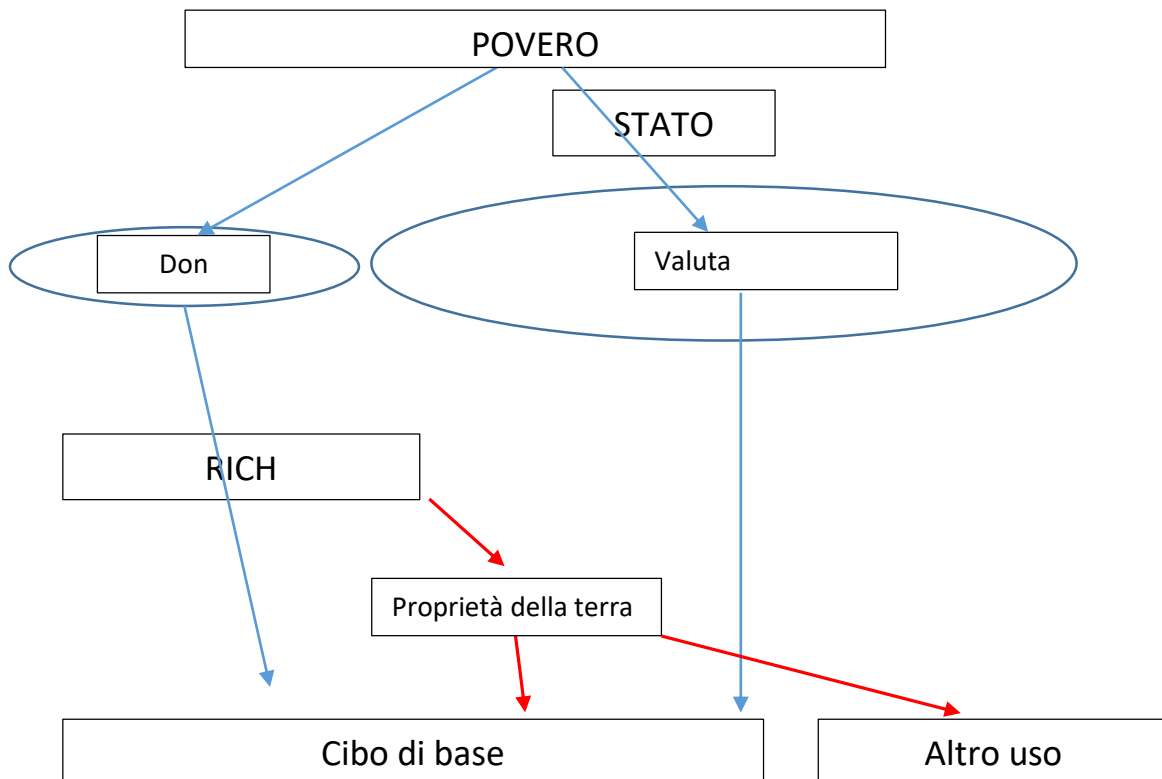 POVERO
STATO
Don
Valuta
RICH
Proprietà della terra
Cibo di base
Altro uso